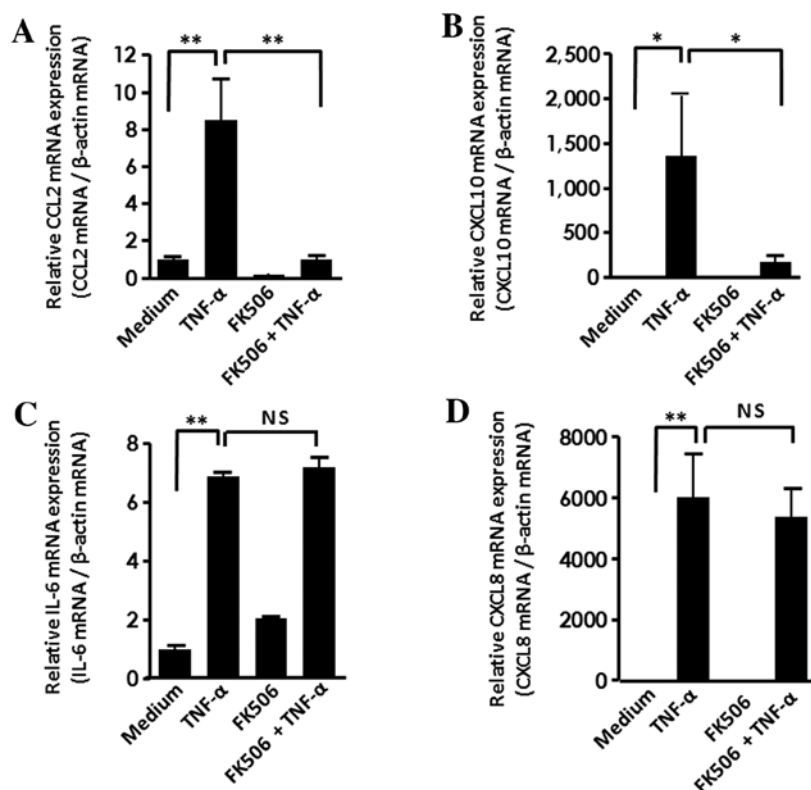 A
Relative CCL2 mRNA expression
(CCL2 mRNA / β-actin mRNA)
** **
12
10
8
6
4
2
0
Medium
TNF-α
FK506
FK506 + TNF-α
B
Relative CXCL10 mRNA expression
(CXCL10 mRNA / β-actin mRNA)
* *
2,500
2,000
1,500
1,000
500
0
Medium
TNF-α
FK506
FK506 + TNF-α
C
Relative IL-6 mRNA expression
(IL-6 mRNA / β-actin mRNA)
** NS
8
6
4
2
0
Medium
TNF-α
FK506
FK506 + TNF-α
D
Relative CXCL8 mRNA expression
(CXCL8 mRNA / β-actin mRNA)
** NS
8000
6000
4000
2000
0
Medium
TNF-α
FK506
FK506 + TNF-α